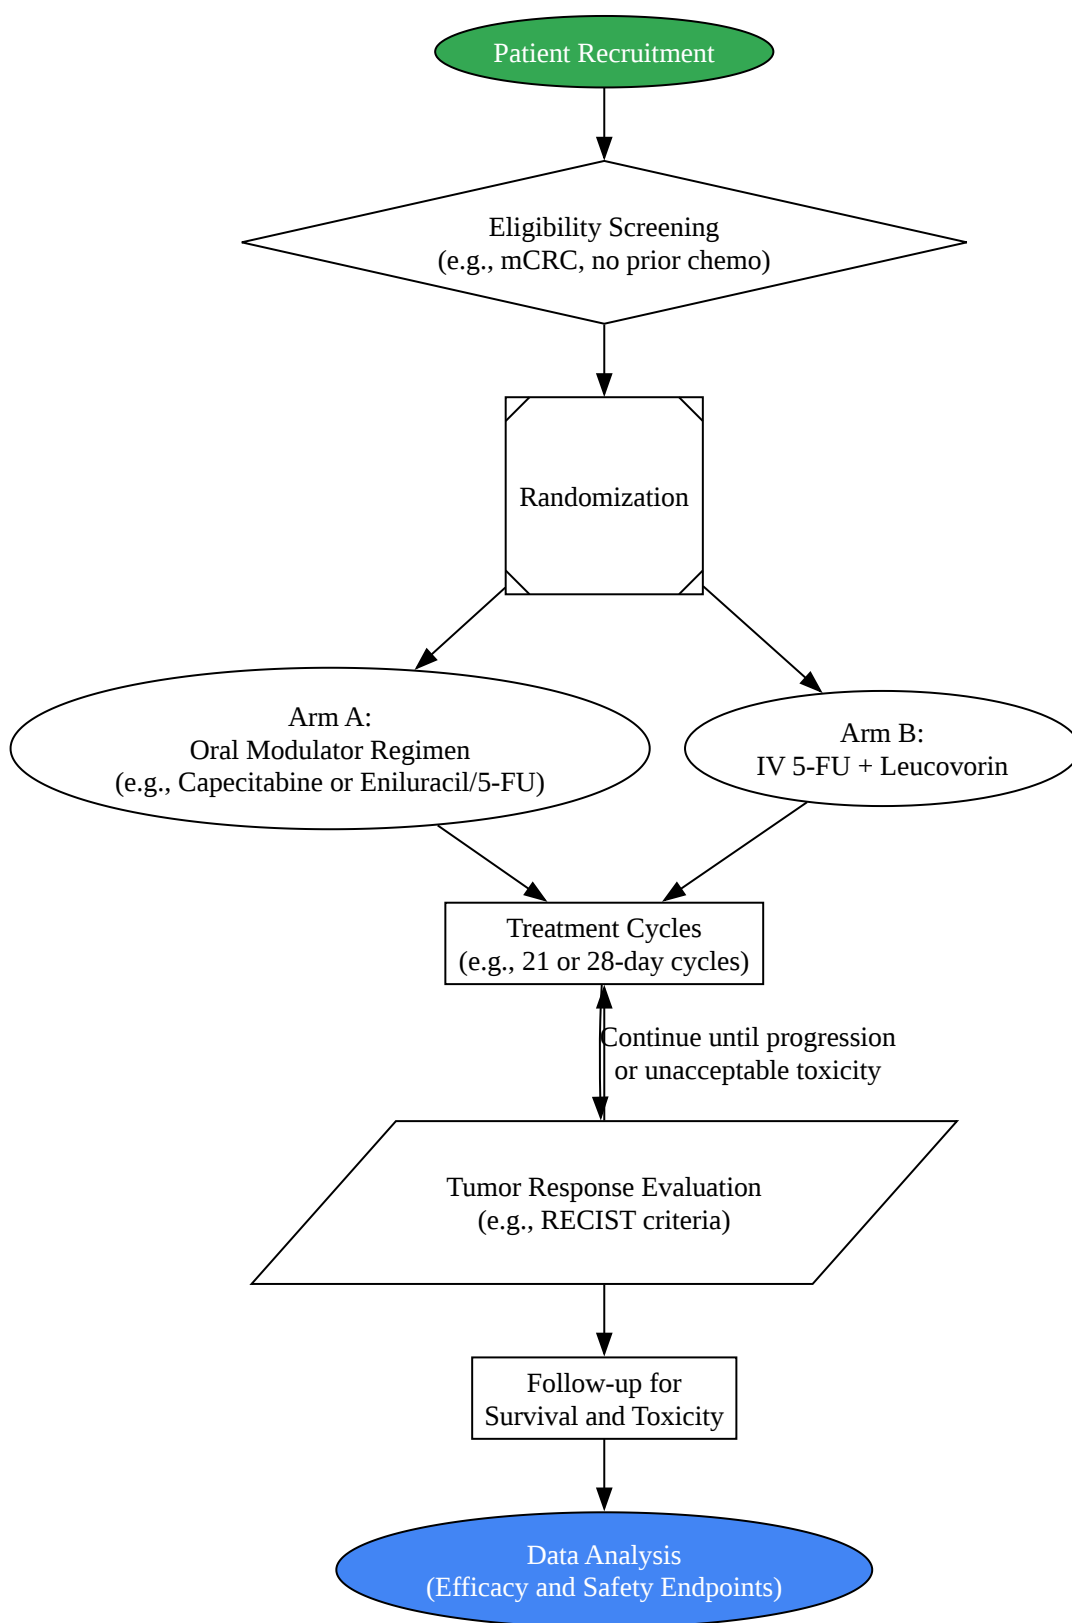 Patient Recruitment
Eligibility Screening
(e.g., mCRC, no prior chemo)
Randomization
Arm A:
Oral Modulator Regimen
(e.g., Capecitabine or Eniluracil/5-FU)
Arm B:
IV 5-FU + Leucovorin
Treatment Cycles
(e.g., 21 or 28-day cycles)
Continue until progression
or unacceptable toxicity
Tumor Response Evaluation
(e.g., RECIST criteria)
Follow-up for
Survival and Toxicity
Data Analysis
(Efficacy and Safety Endpoints)